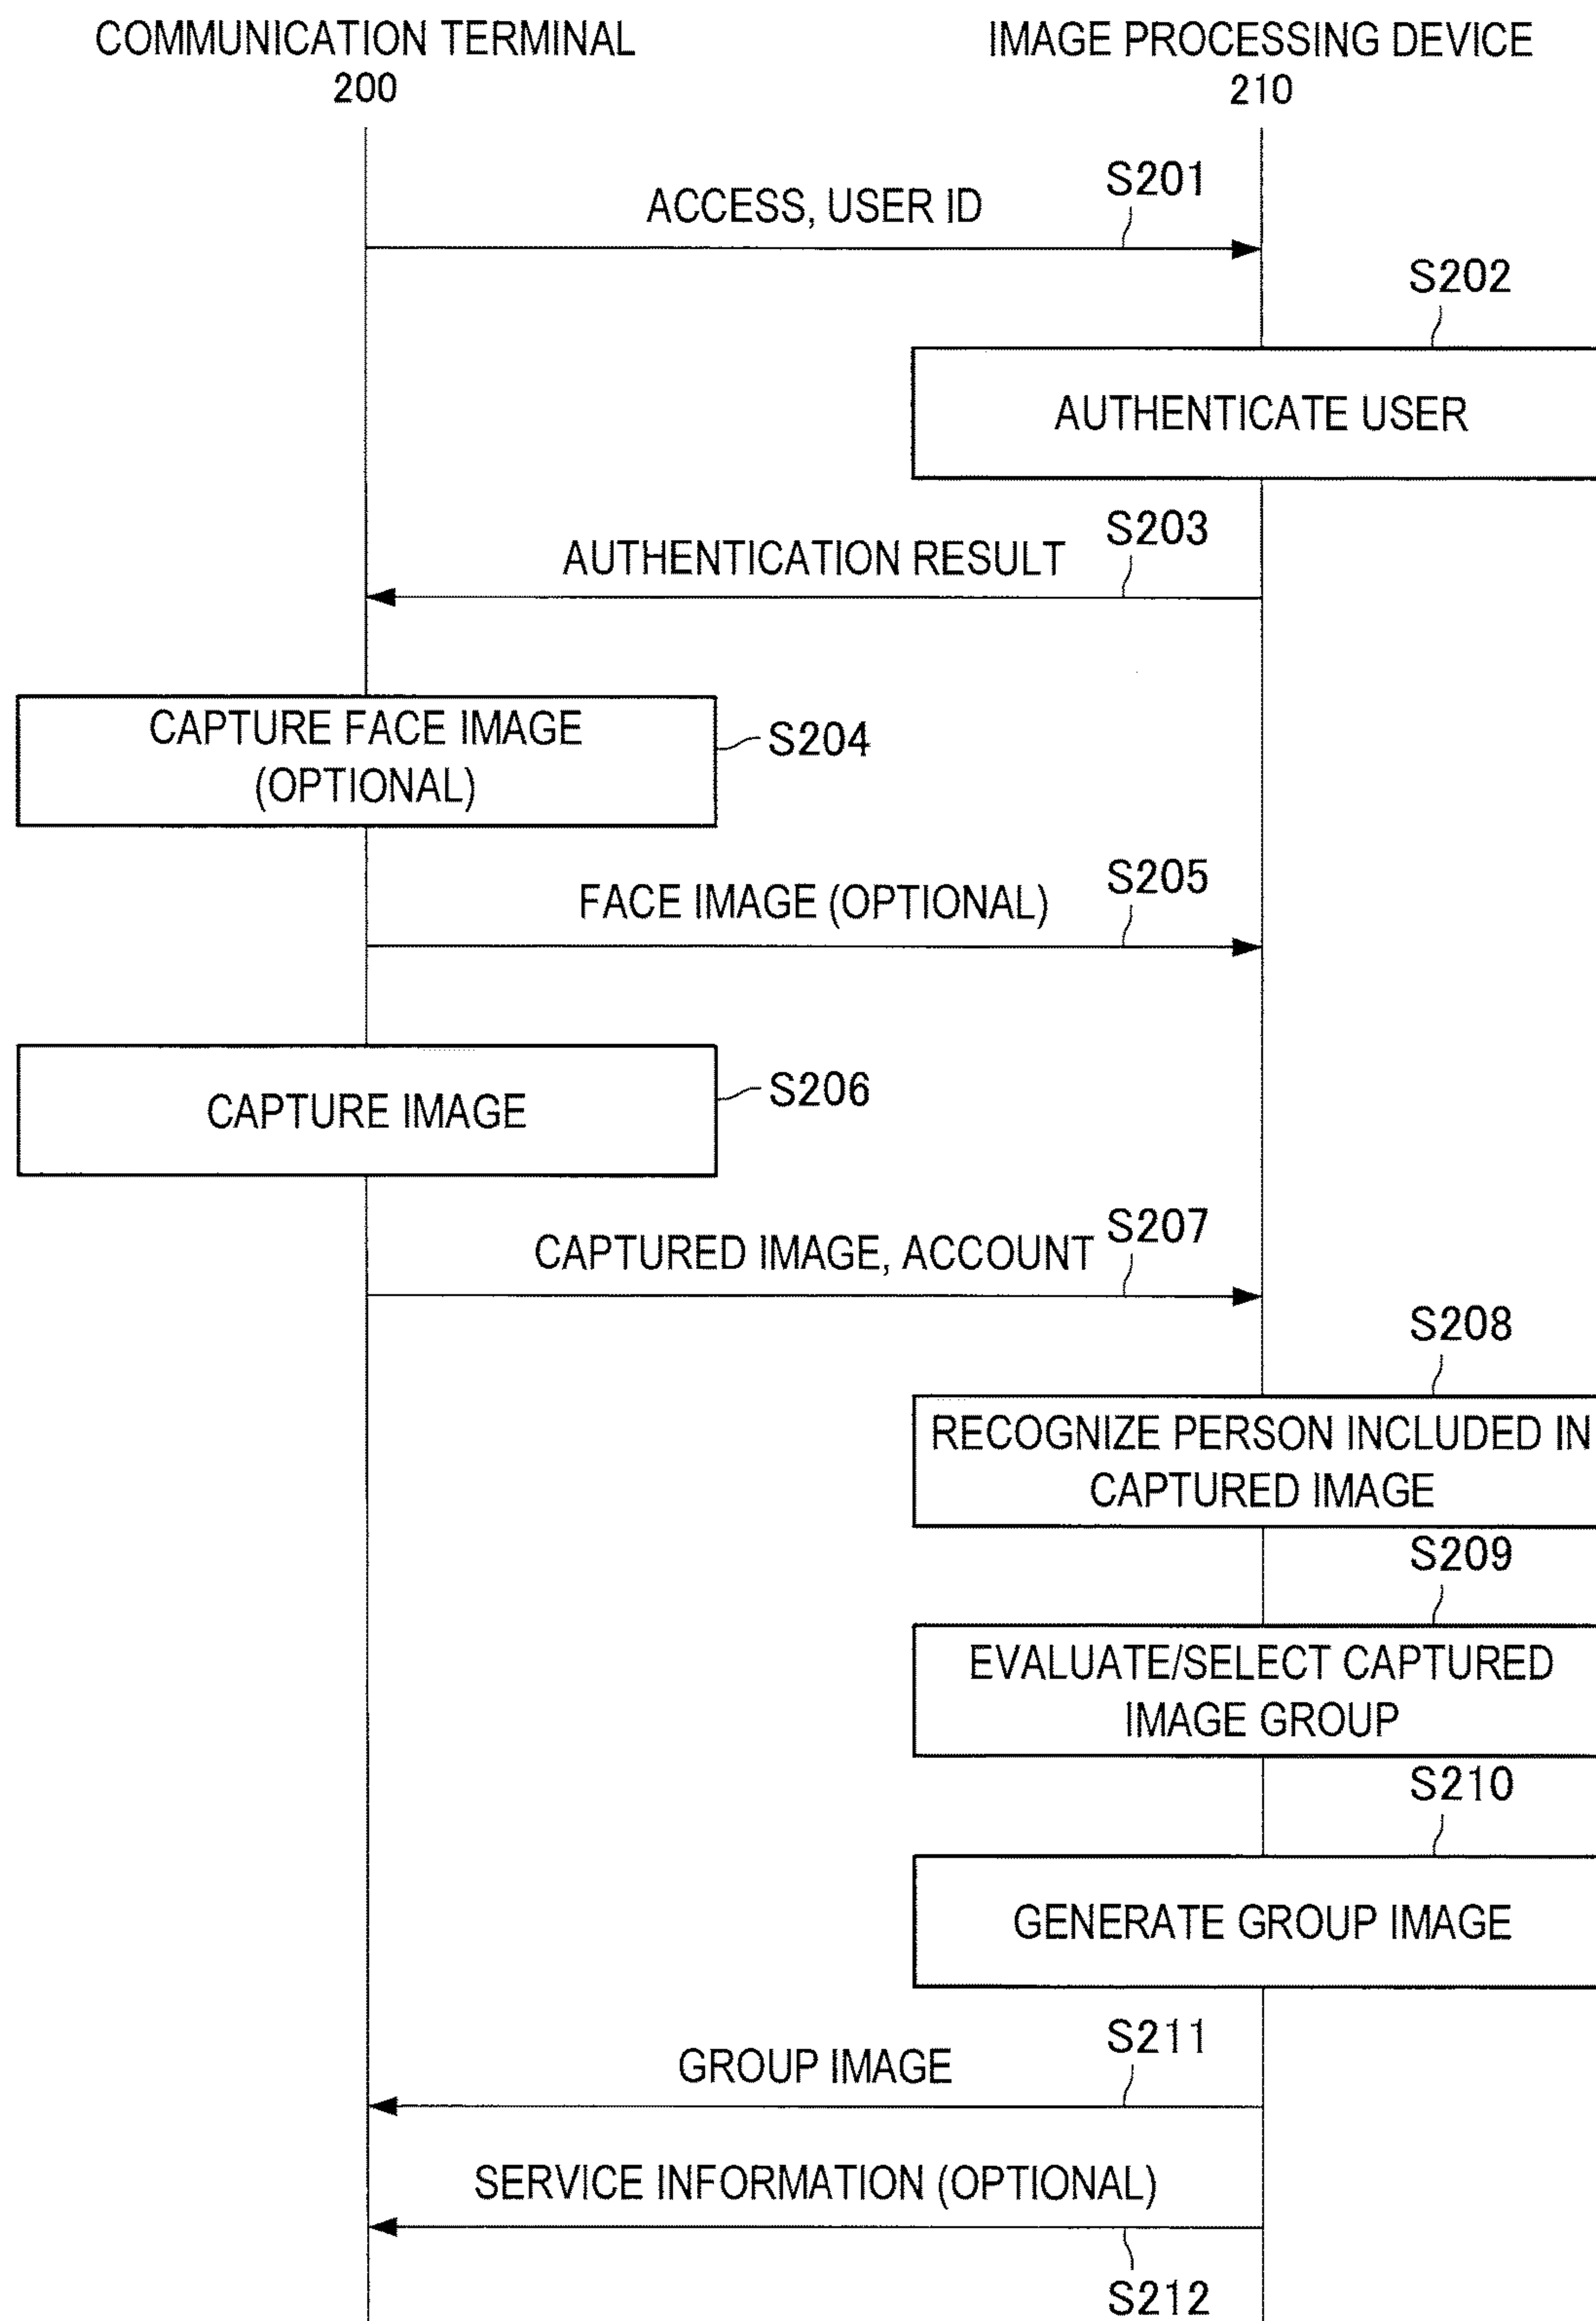 COMMUNICATION TERMINAL
200
IMAGE PROCESSING DEVICE
210
S201
ACCESS, USER ID
S202
AUTHENTICATE USER
S203
AUTHENTICATION RESULT
CAPTURE FACE IMAGE
(OPTIONAL)
S204
S205
FACE IMAGE (OPTIONAL)
CAPTURE IMAGE
S206
S207
CAPTURED IMAGE, ACCOUNT
S208
RECOGNIZE PERSON INCLUDED IN
CAPTURED IMAGE
S209
EVALUATE/SELECT CAPTURED
IMAGE GROUP
S210
GENERATE GROUP IMAGE
S211
GROUP IMAGE
SERVICE INFORMATION (OPTIONAL)
S212